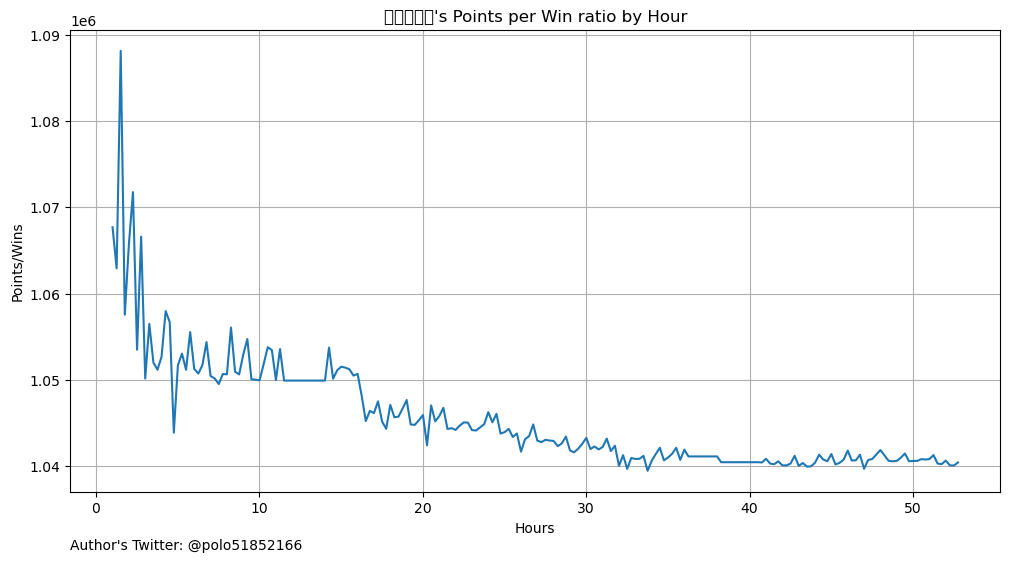 's Points per Win ratio by Hour
1e6
1.09
1.08
1.07
1.06
1.05
1.04
Points/Wins
0 10 20 30 40 50
Hours
Author's Twitter: @polo51852166